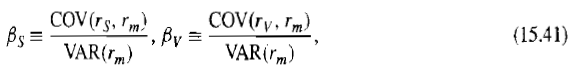 β_S ≡ COV(r_S, r_m) / VAR(r_m), β_V ≡ COV(r_V, r_m) / VAR(r_m), (15.41)